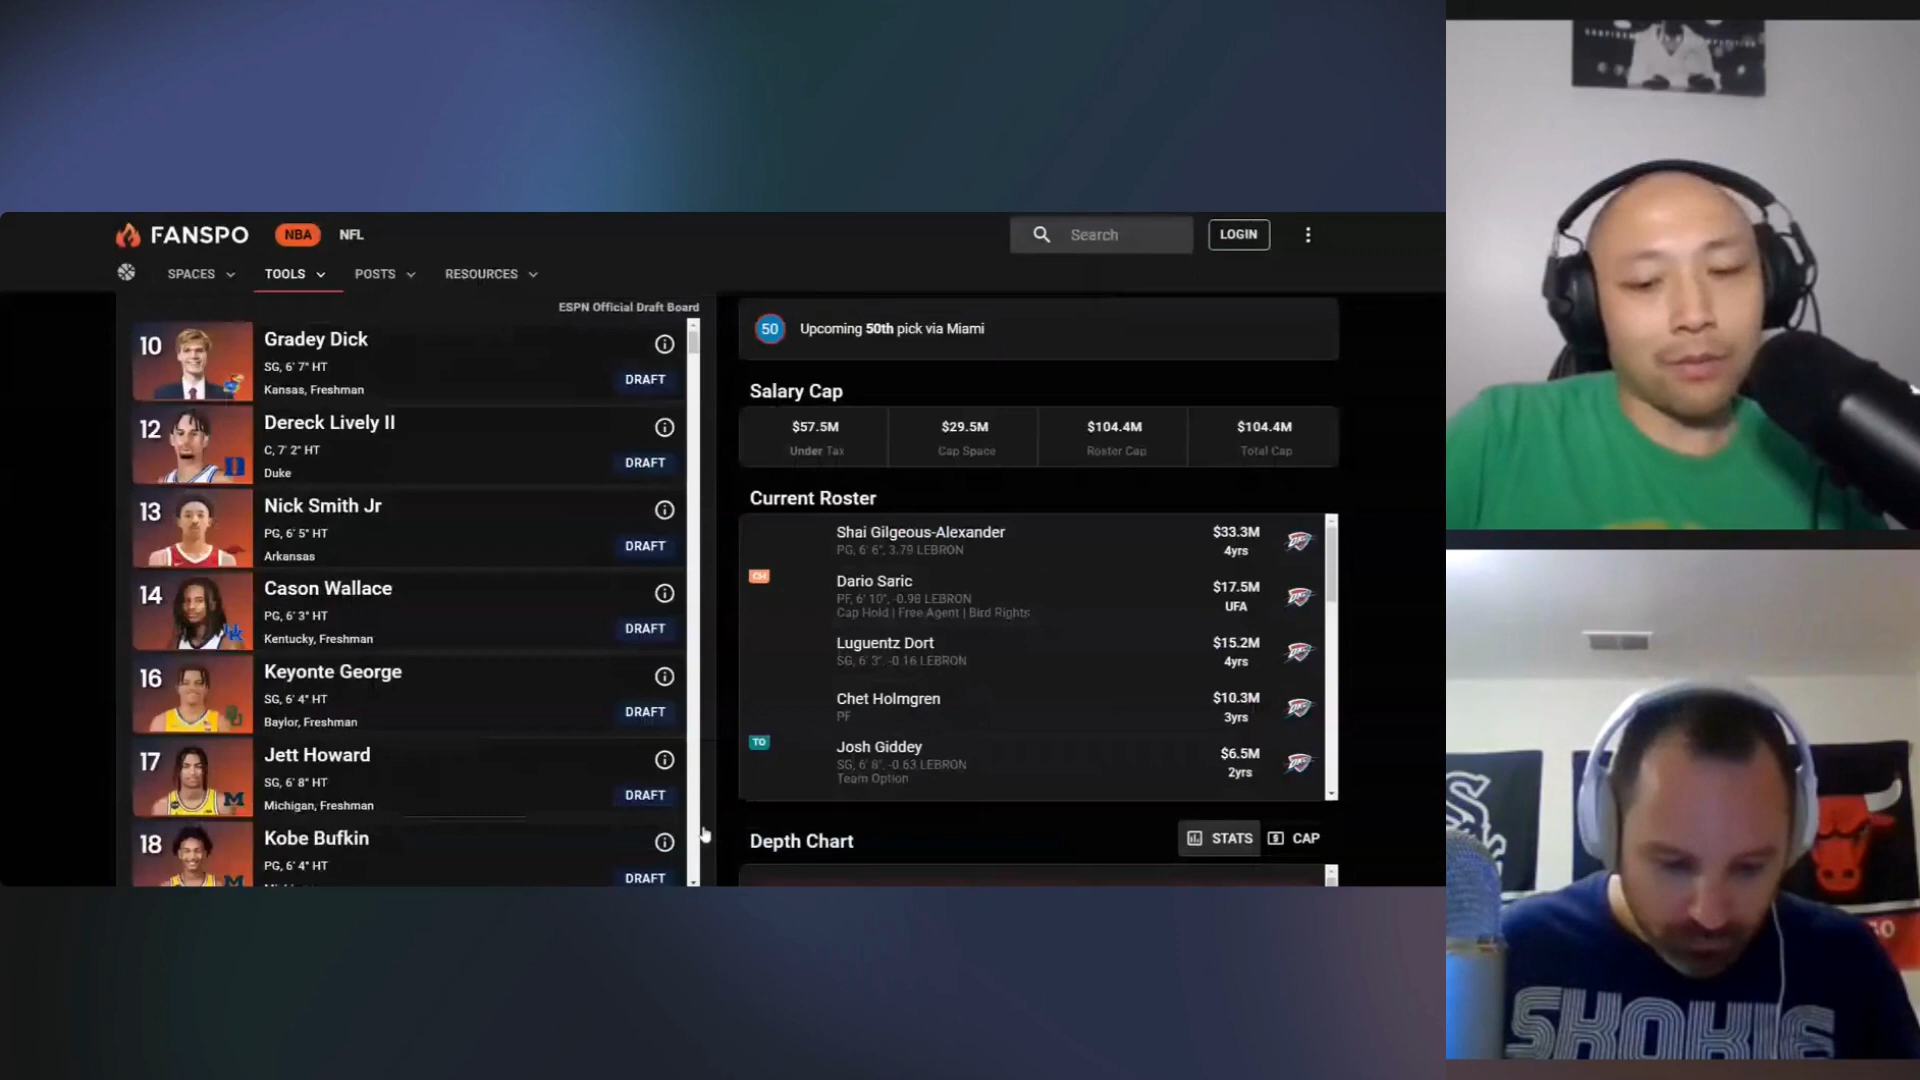 FANSPO
NBA
NFL
Search
LOGIN
SPACES
TOOLS
POSTS
RESOURCES
ESPN Official Draft Board
10
Gradey Dick
SG, 6' 7" HT
Kansas, Freshman
DRAFT
12
Dereck Lively II
C, 7' 2" HT
Duke
DRAFT
13
Nick Smith Jr
PG, 6' 5" HT
Arkansas
DRAFT
14
Cason Wallace
PG, 6' 3" HT
Kentucky, Freshman
DRAFT
16
Keyonte George
SG, 6' 4" HT
Baylor, Freshman
DRAFT
17
Jett Howard
SG, 6' 8" HT
Michigan, Freshman
DRAFT
18
Kobe Bufkin
PG, 6' 4" HT
DRAFT
50 Upcoming 50th pick via Miami
Salary Cap
$57.5M
Under Tax
$29.5M
Cap Space
$104.4M
Roster Cap
$104.4M
Total Cap
Current Roster
Shai Gilgeous-Alexander
PG, 6' 6", 3.79 LEBRON
$33.3M
4yrs
CH
Dario Saric
PF, 6' 10", -0.98 LEBRON
Cap Hold | Free Agent | Bird Rights
$17.5M
UFA
Luguentz Dort
SG, 6' 3", -0.16 LEBRON
$15.2M
4yrs
Chet Holmgren
PF
$10.3M
3yrs
TO
Josh Giddey
SG, 6' 8", -0.63 LEBRON
Team Option
$6.5M
2yrs
Depth Chart
STATS
CAP
SKOKIE